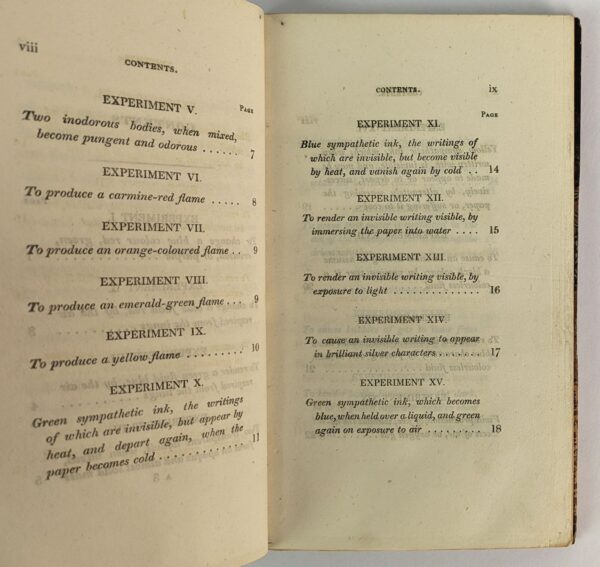 viii
CONTENTS.
EXPERIMENT V.
PAGE
Two inodorous bodies, when mixed,
become pungent and odorous ...... 7
EXPERIMENT VI.
To produce a carmine-red flame ..... 8
EXPERIMENT VII.
To produce an orange-coloured flame .. 9
EXPERIMENT VIII.
To produce an emerald-green flame ... 9
EXPERIMENT IX.
To produce a yellow flame ......... 10
EXPERIMENT X.
Green sympathetic ink, the writings
of which are invisible, but appear by
heat, and depart again, when the
paper becomes cold ............ 11
CONTENTS. ix
PAGE
EXPERIMENT XI.
Blue sympathetic ink, the writings of
which are invisible, but become visible
by heat, and vanish again by cold .. 14
EXPERIMENT XII.
To render an invisible writing visible, by
immersing the paper into water .... 15
EXPERIMENT XIII.
To render an invisible writing visible, by
exposure to light .............. 16
EXPERIMENT XIV.
To cause an invisible writing to appear
in brilliant silver characters........ 17
EXPERIMENT XV.
Green sympathetic ink, which becomes
blue, when held over a liquid, and green
again on exposure to air ......... 18